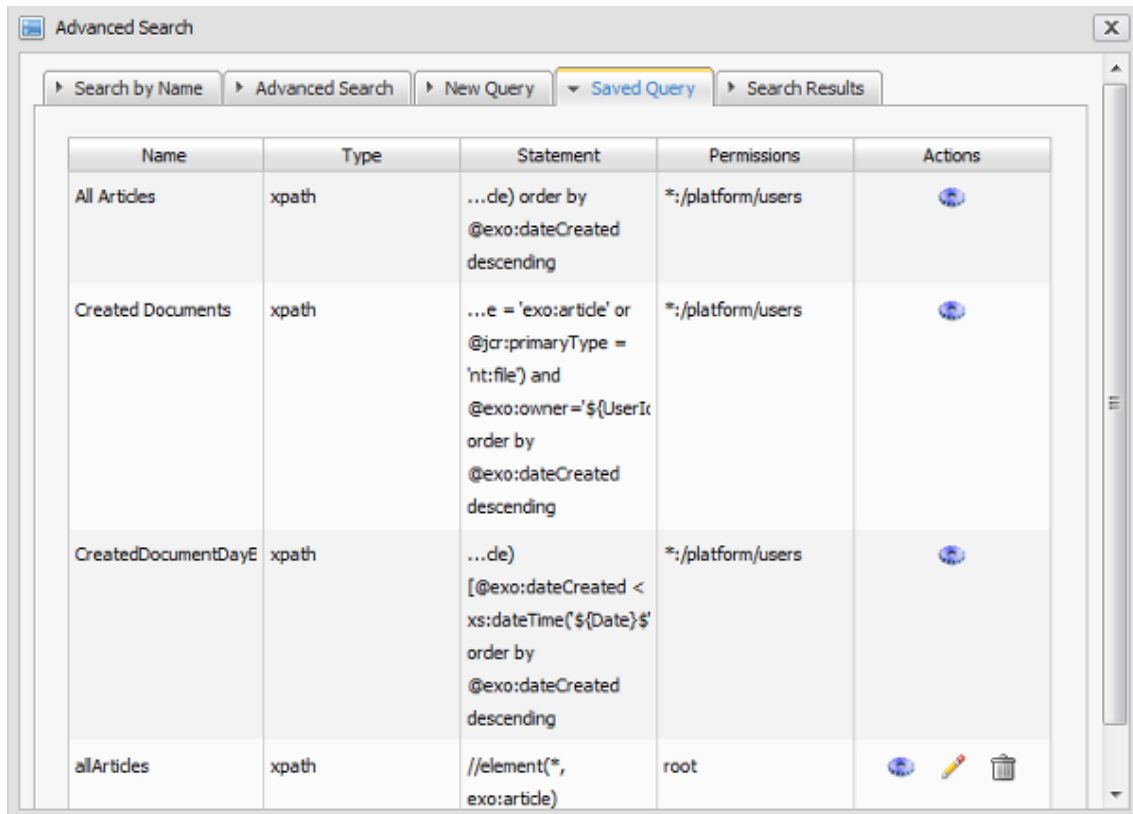 Advanced Search
Search by Name Advanced Search New Query Saved Query Search Results
Name Type Statement Permissions Actions
All Articles xpath ...cle) order by *:/platform/users
@exo:dateCreated
descending
Created Documents xpath ...e = 'exo:article' or *:/platform/users
@jcr:primaryType =
'nt:file') and
@exo:owner='${UserId
order by
@exo:dateCreated
descending
CreatedDocumentDayB xpath ...cle) *:/platform/users
[@exo:dateCreated <
xs:dateTime('${Date}$'
order by
@exo:dateCreated
descending
allArticles xpath //element(*, root
exo:article)